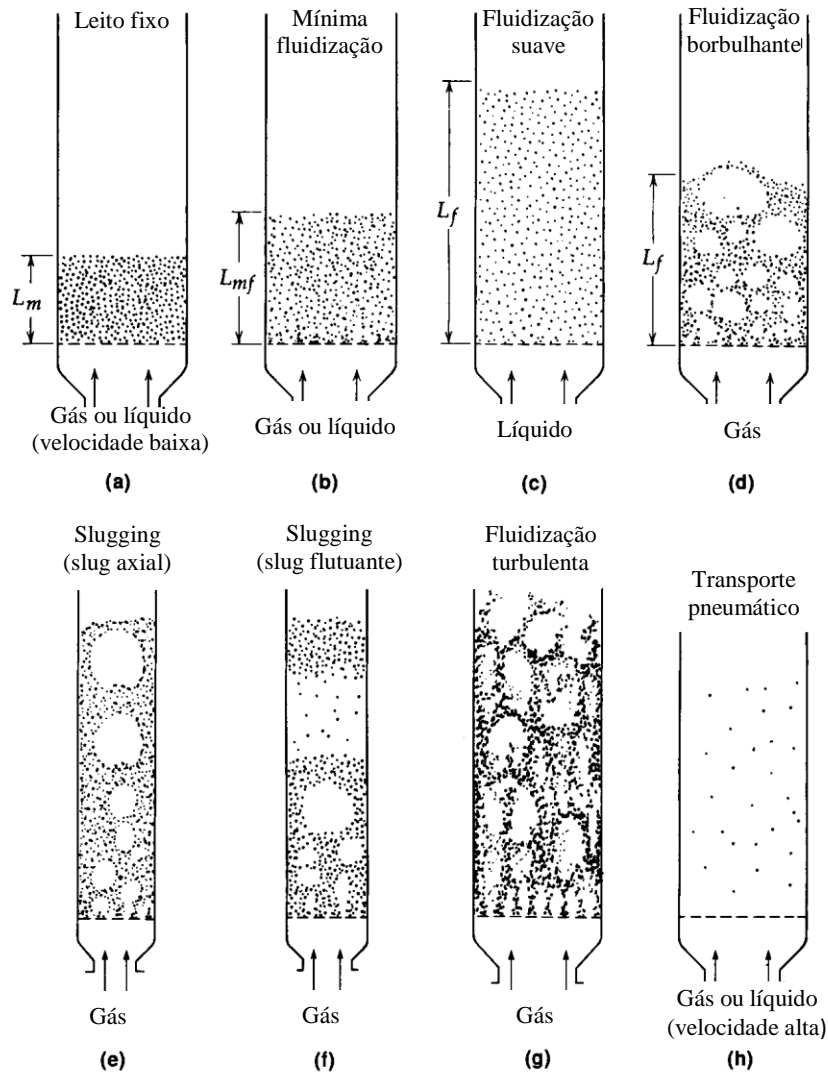 Leito fixo
L_m
Gás ou líquido
(velocidade baixa)
(a)
Mínima
fluidização
L_mf
Gás ou líquido
(b)
Fluidização
suave
L_f
Líquido
(c)
Fluidização
borbulhante
L_f
Gás
(d)
Slugging
(slug axial)
Gás
(e)
Slugging
(slug flutuante)
Gás
(f)
Fluidização
turbulenta
Gás
(g)
Transporte
pneumático
Gás ou líquido
(velocidade alta)
(h)